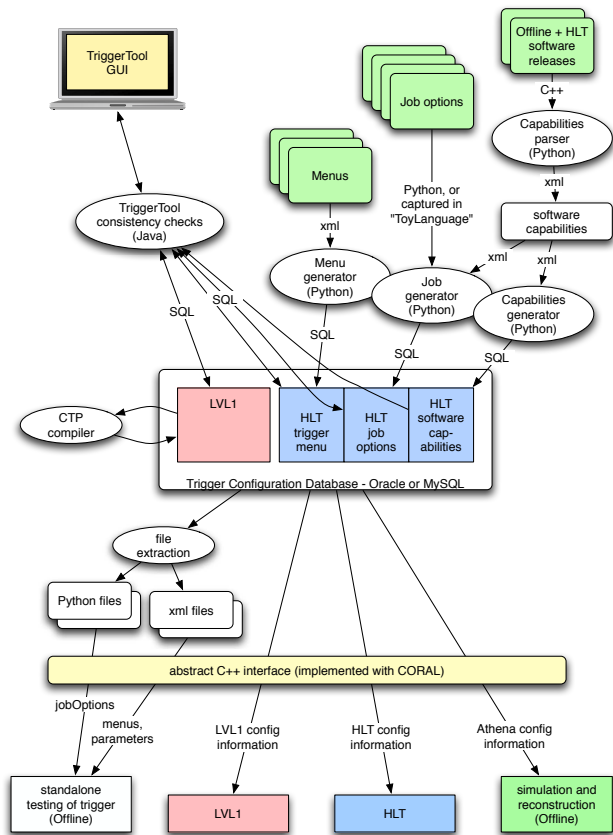 TriggerTool
GUI
Offline + HLT
software
releases
Job options
C++
Menus
Capabilities
parser
(Python)
Python, or
captured in
"ToyLanguage"
xml
TriggerTool
consistency checks
(Java)
xml
software
capabilities
xml
xml
Menu
generator
(Python)
Job
generator
(Python)
Capabilities
generator
(Python)
SQL
SQL
SQL
SQL
SQL
SQL
LVL1
HLT
trigger
menu
HLT
job
options
HLT
software
cap-
abilities
CTP
compiler
Trigger Configuration Database - Oracle or MySQL
file
extraction
Python files
xml files
abstract C++ interface (implemented with CORAL)
jobOptions
menus,
parameters
LVL1 config
information
HLT config
information
Athena config
information
standalone
testing of trigger
(Offline)
LVL1
HLT
simulation and
reconstruction
(Offline)